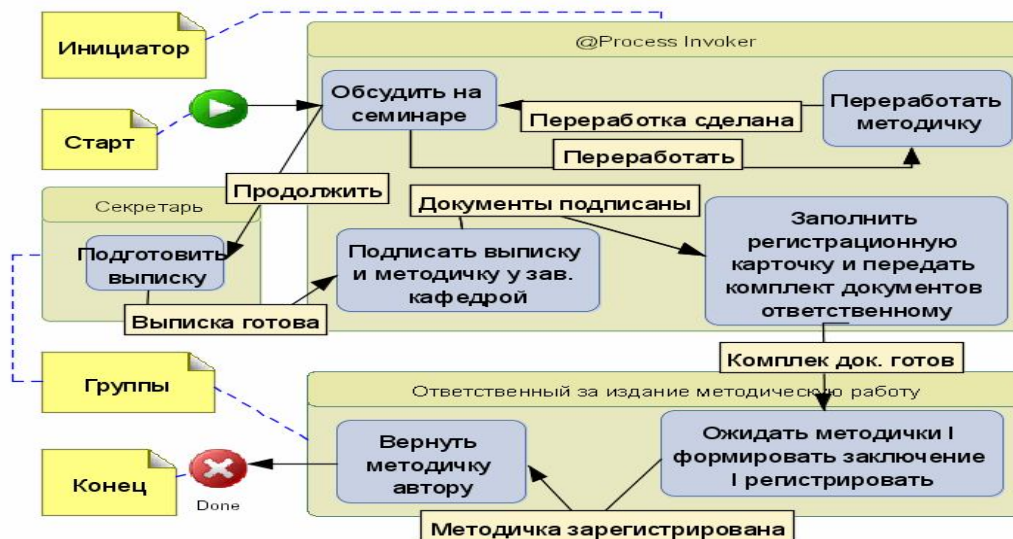 Инициатор
@Process Invoker
Обсудить на
семинаре
Переработать
методичку
Переработка сделана
Старт
Переработать
Продолжить
Документы подписаны
Секретарь
Подготовить
выписку
Подписать выписку
и методичку у зав.
кафедрой
Заполнить
регистрационную
карточку и передать
комплект документов
ответственному
Выписка готова
Комплек док. готов
Группы
Ответственный за издание методическую работу
Вернуть
методичку
автору
Ожидать методички I
формировать заключение
I регистрировать
Конец
Done
Методичка зарегистрирована